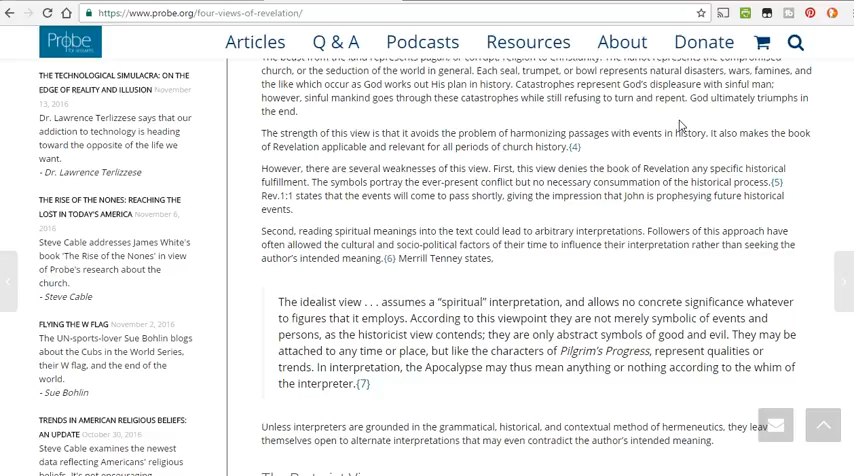 https://www.probe.org/four-views-of-revelation/
Probe
Articles Q & A Podcasts Resources About Donate
THE TECHNOLOGICAL SIMULACRA: ON THE
EDGE OF REALITY AND ILLUSION November
13, 2016
Dr. Lawrence Terlizzese says that our
addiction to technology is heading
toward the opposite of the life we
want.
- Dr. Lawrence Terlizzese
THE RISE OF THE NONES: REACHING THE
LOST IN TODAY'S AMERICA November 6,
2016
Steve Cable addresses James White's
book 'The Rise of the Nones' in view
of Probe's research about the
church.
- Steve Cable
FLYING THE W FLAG November 2, 2016
The UN-sports-lover Sue Bohlin blogs
about the Cubs in the World Series,
their W flag, and the end of the
world.
- Sue Bohlin
TRENDS IN AMERICAN RELIGIOUS BELIEFS:
AN UPDATE October 30, 2016
Steve Cable examines the newest
data reflecting Americans' religious
beliefs. It's not encouraging.
The beast from the land represents pagan or corrupt religion to Christianity. The harlot represents the compromised
church, or the seduction of the world in general. Each seal, trumpet, or bowl represents natural disasters, wars, famines, and
the like which occur as God works out His plan in history. Catastrophes represent God's displeasure with sinful man;
however, sinful mankind goes through these catastrophes while still refusing to turn and repent. God ultimately triumphs in
the end.
The strength of this view is that it avoids the problem of harmonizing passages with events in history. It also makes the book
of Revelation applicable and relevant for all periods of church history.{4}
However, there are several weaknesses of this view. First, this view denies the book of Revelation any specific historical
fulfillment. The symbols portray the ever-present conflict but no necessary consummation of the historical process.{5}
Rev.1:1 states that the events will come to pass shortly, giving the impression that John is prophesying future historical
events.
Second, reading spiritual meanings into the text could lead to arbitrary interpretations. Followers of this approach have
often allowed the cultural and socio-political factors of their time to influence their interpretation rather than seeking the
author's intended meaning.{6} Merrill Tenney states,
The idealist view . . . assumes a “spiritual” interpretation, and allows no concrete significance whatever
to figures that it employs. According to this viewpoint they are not merely symbolic of events and
persons, as the historicist view contends; they are only abstract symbols of good and evil. They may be
attached to any time or place, but like the characters of Pilgrim's Progress, represent qualities or
trends. In interpretation, the Apocalypse may thus mean anything or nothing according to the whim of
the interpreter.{7}
Unless interpreters are grounded in the grammatical, historical, and contextual method of hermeneutics, they leav
themselves open to alternate interpretations that may even contradict the author's intended meaning.